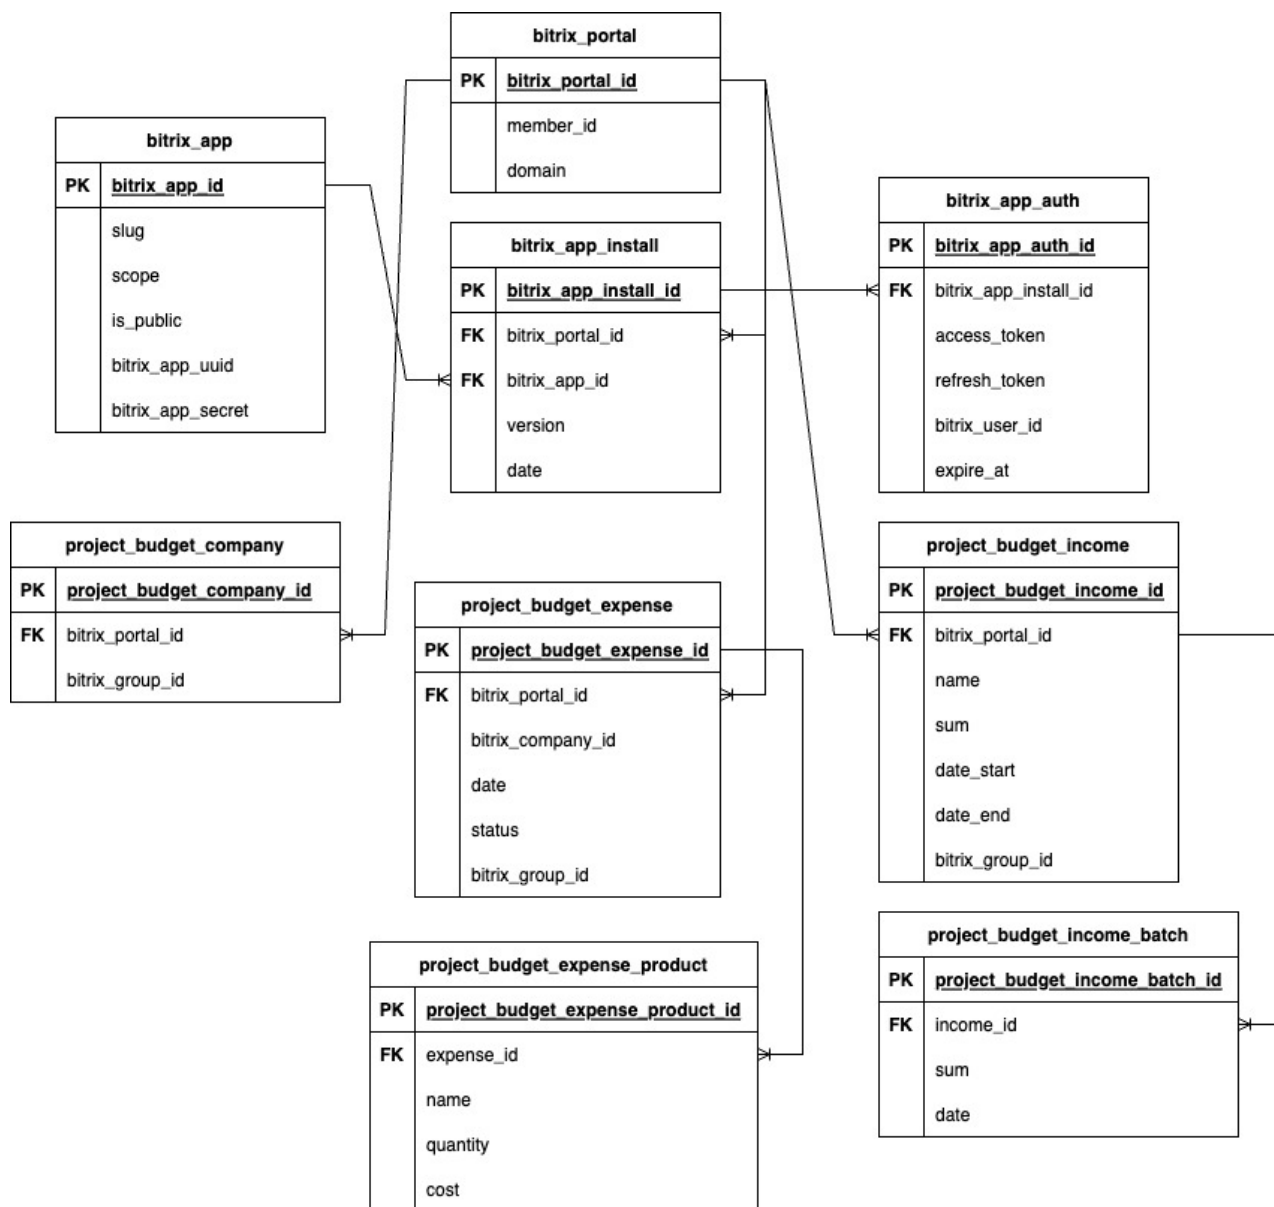 bitrix_portal
PK bitrix_portal_id
member_id
domain
bitrix_app
PK bitrix_app_id
slug
scope
is_public
bitrix_app_uuid
bitrix_app_secret
bitrix_app_install
PK bitrix_app_install_id
FK bitrix_portal_id
FK bitrix_app_id
version
date
bitrix_app_auth
PK bitrix_app_auth_id
FK bitrix_app_install_id
access_token
refresh_token
bitrix_user_id
expire_at
project_budget_company
PK project_budget_company_id
FK bitrix_portal_id
bitrix_group_id
project_budget_expense
PK project_budget_expense_id
FK bitrix_portal_id
bitrix_company_id
date
status
bitrix_group_id
project_budget_income
PK project_budget_income_id
FK bitrix_portal_id
name
sum
date_start
date_end
bitrix_group_id
project_budget_expense_product
PK project_budget_expense_product_id
FK expense_id
name
quantity
cost
project_budget_income_batch
PK project_budget_income_batch_id
FK income_id
sum
date